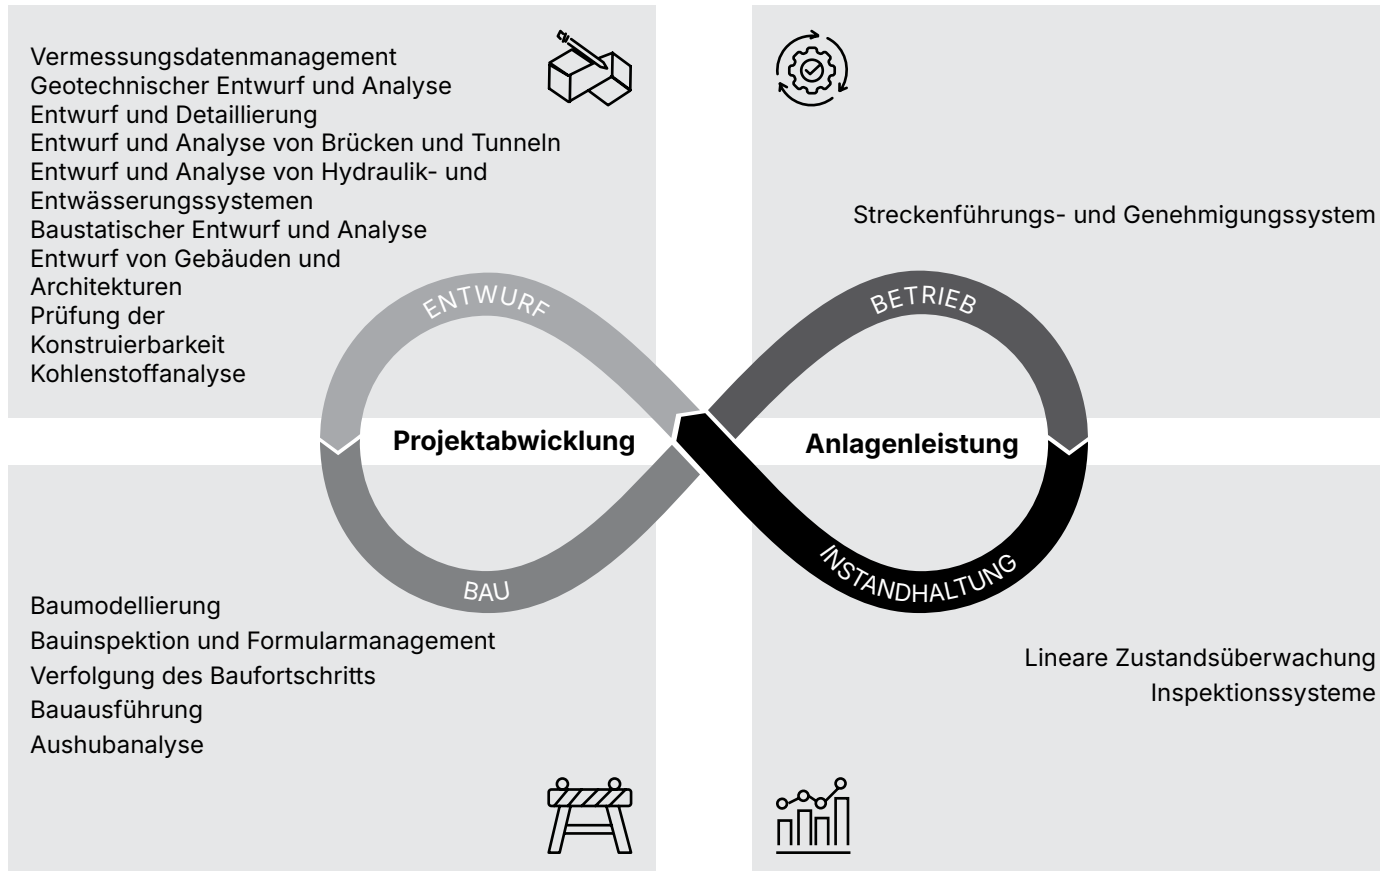 Vermessungsdatenmanagement
Geotechnischer Entwurf und Analyse
Entwurf und Detaillierung
Entwurf und Analyse von Brücken und Tunneln
Entwurf und Analyse von Hydraulik- und
Entwässerungssystemen
Baustatischer Entwurf und Analyse
Entwurf von Gebäuden und
Architekturen
Prüfung der
Konstruierbarkeit
Kohlenstoffanalyse
Streckenführungs- und Genehmigungssystem
ENTWURF
BETRIEB
Projektabwicklung
Anlagenleistung
BAU
INSTANDHALTUNG
Baumodellierung
Bauinspektion und Formularmanagement
Verfolgung des Baufortschritts
Bauausführung
Aushubanalyse
Lineare Zustandsüberwachung
Inspektionssysteme